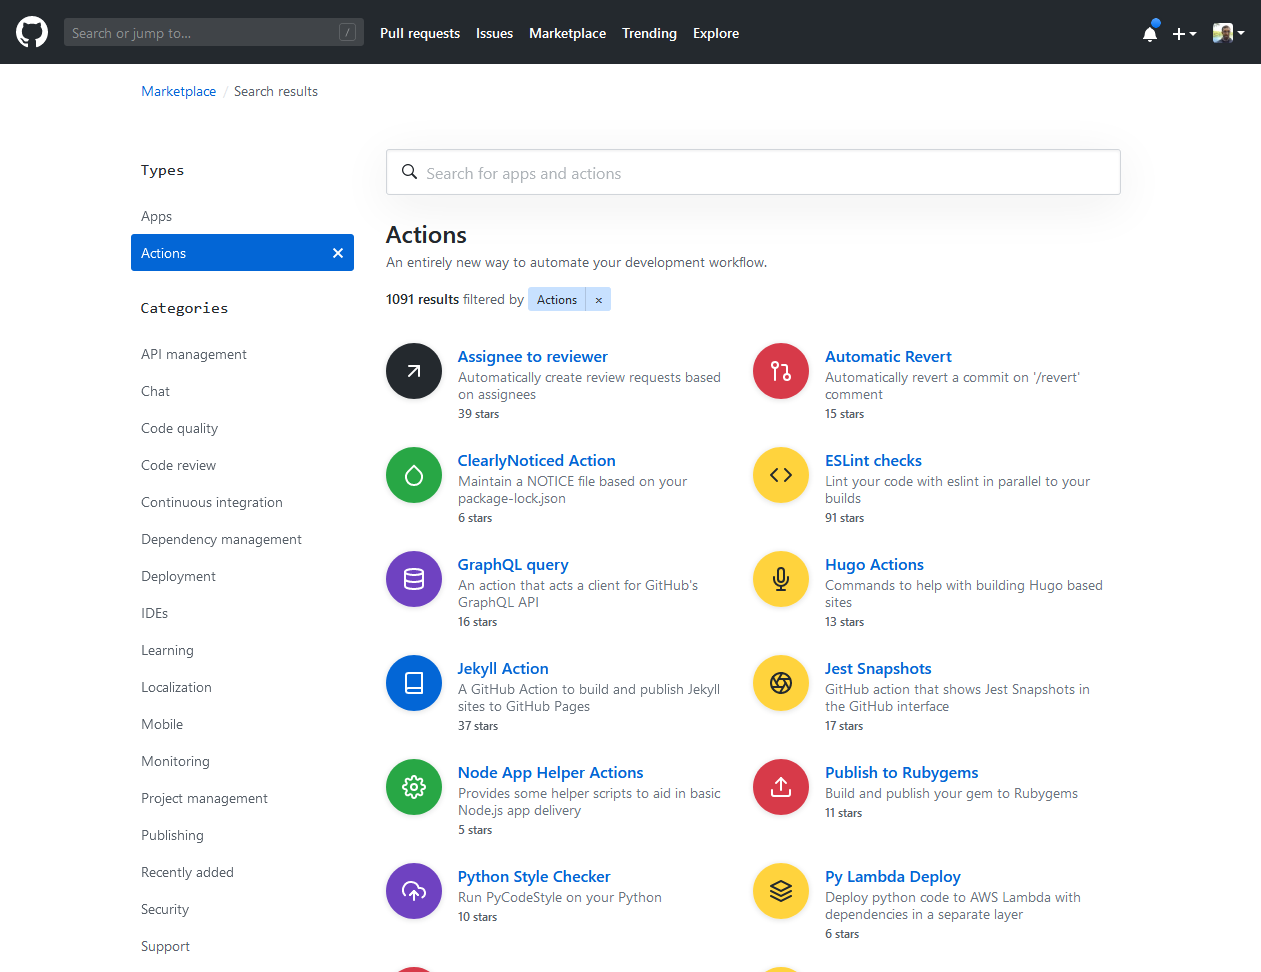 Search or jump to...
/
Pull requests
Issues
Marketplace
Trending
Explore
Marketplace / Search results
Types
Apps
Actions
Categories
API management
Chat
Code quality
Code review
Continuous integration
Dependency management
Deployment
IDEs
Learning
Localization
Mobile
Monitoring
Project management
Publishing
Recently added
Security
Support
Search for apps and actions
Actions
An entirely new way to automate your development workflow.
1091 results filtered by Actions ×
Assignee to reviewer
Automatically create review requests based
on assignees
39 stars
Automatic Revert
Automatically revert a commit on '/revert'
comment
15 stars
ClearlyNoticed Action
Maintain a NOTICE file based on your
package-lock.json
6 stars
ESLint checks
Lint your code with eslint in parallel to your
builds
91 stars
GraphQL query
An action that acts a client for GitHub's
GraphQL API
16 stars
Hugo Actions
Commands to help with building Hugo based
sites
13 stars
Jekyll Action
A GitHub Action to build and publish Jekyll
sites to GitHub Pages
37 stars
Jest Snapshots
GitHub action that shows Jest Snapshots in
the GitHub interface
17 stars
Node App Helper Actions
Provides some helper scripts to aid in basic
Node.js app delivery
5 stars
Publish to Rubygems
Build and publish your gem to Rubygems
11 stars
Python Style Checker
Run PyCodeStyle on your Python
10 stars
Py Lambda Deploy
Deploy python code to AWS Lambda with
dependencies in a separate layer
6 stars